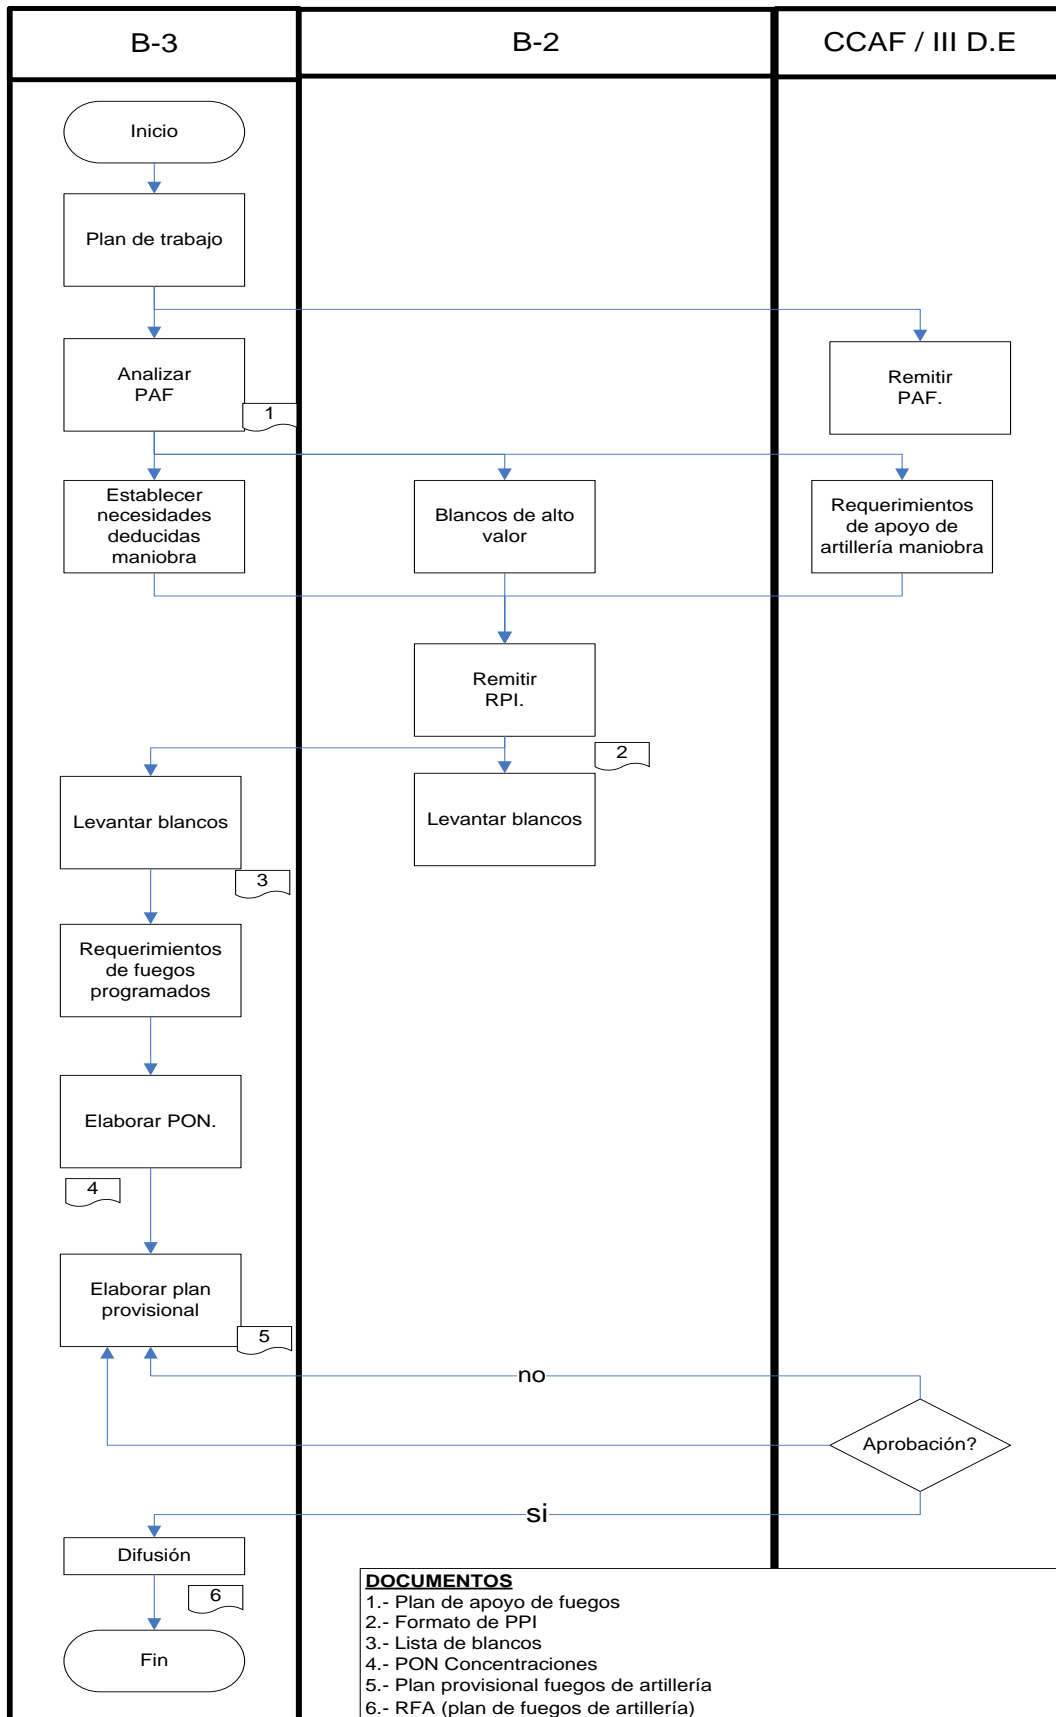 B-3
B-2
CCAF / III D.E
Inicio
Plan de trabajo
Analizar
PAF
1
Remitir
PAF.
Establecer
necesidades
deducidas
maniobra
Blancos de alto
valor
Requerimientos
de apoyo de
artillería maniobra
Remitir
RPI.
2
Levantar blancos
3
Levantar blancos
Requerimientos
de fuegos
programados
Elaborar PON.
4
Elaborar plan
provisional
5
no
Aprobación?
si
Difusión
6
Fin
DOCUMENTOS
1.- Plan de apoyo de fuegos
2.- Formato de PPI
3.- Lista de blancos
4.- PON Concentraciones
5.- Plan provisional fuegos de artillería
6.- RFA (plan de fuegos de artillería)